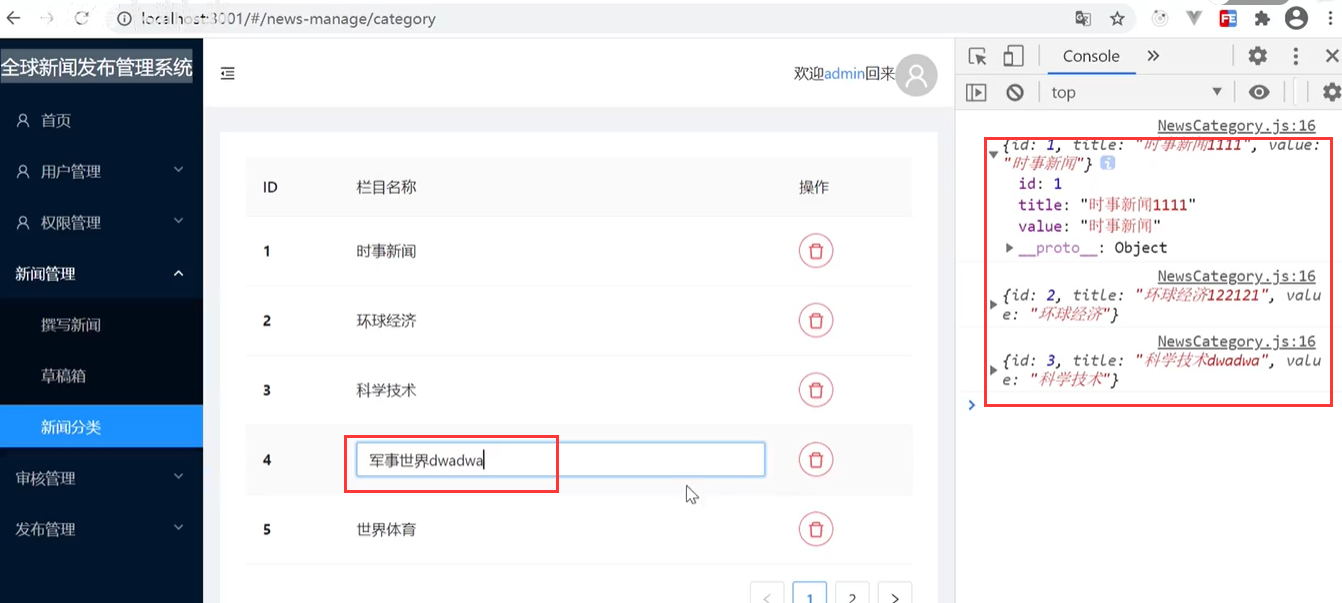 localhost:3001/#/news-manage/category
全球新闻发布管理系统
首页
用户管理
权限管理
新闻管理
撰写新闻
草稿箱
新闻分类
审核管理
发布管理
欢迎admin回来
ID 栏目名称 操作
1 时事新闻
2 环球经济
3 科学技术
4 军事世界dwadwa
5 世界体育
< 1 2 >
Console »
top
NewsCategory.js:16
{id: 1, title: "时事新闻1111", value:
"时事新闻"} i
id: 1
title: "时事新闻1111"
value: "时事新闻"
__proto__: Object
NewsCategory.js:16
{id: 2, title: "环球经济122121", valu
e: "环球经济"}
NewsCategory.js:16
{id: 3, title: "科学技术dwadwa", valu
e: "科学技术"}
FE